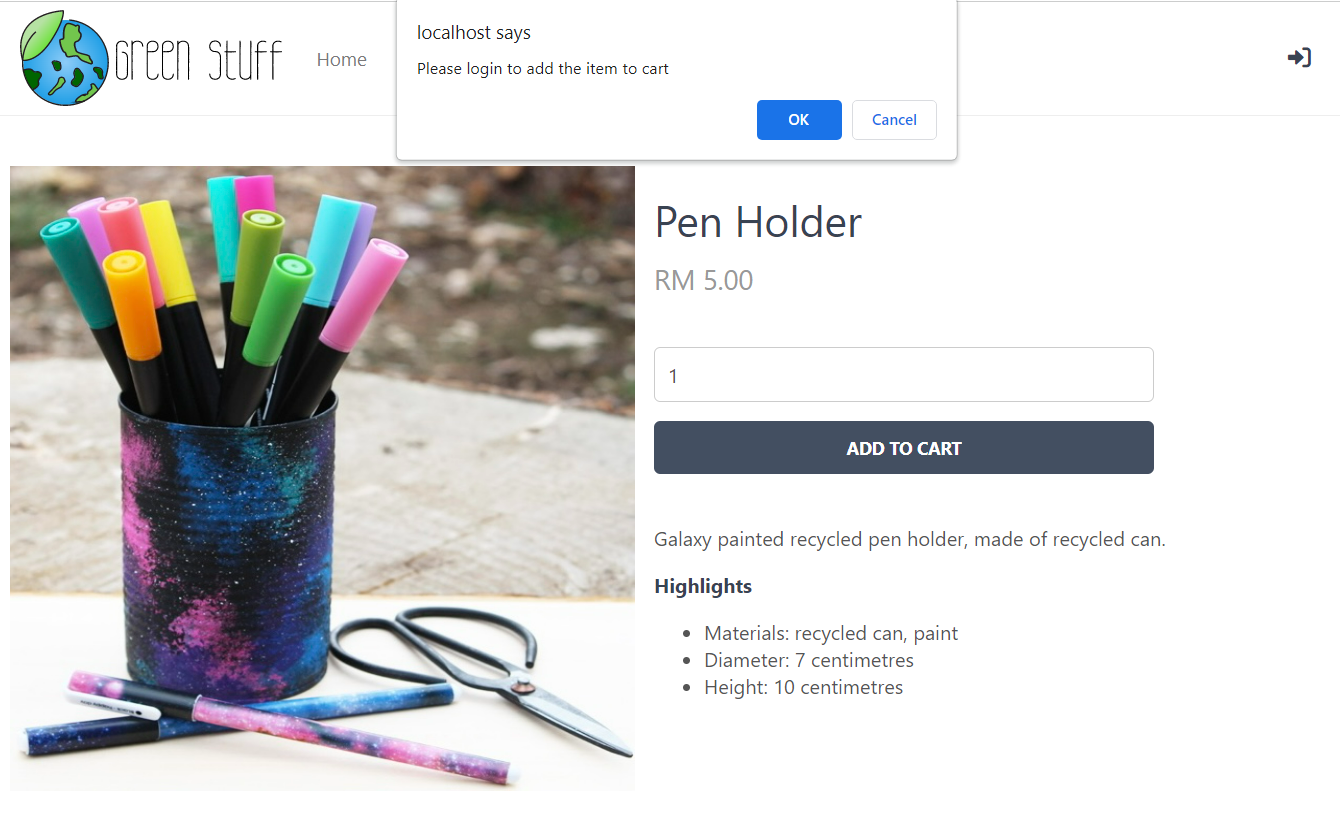 Green Stuff
Home
localhost says
Please login to add the item to cart
OK
Cancel
Pen Holder
RM 5.00
1
ADD TO CART
Galaxy painted recycled pen holder, made of recycled can.
Highlights
Materials: recycled can, paint
Diameter: 7 centimetres
Height: 10 centimetres